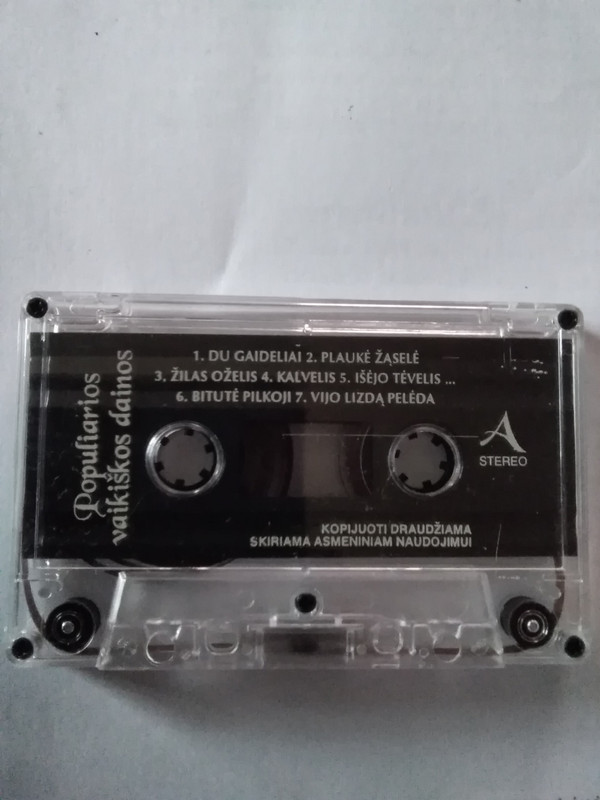 Populiarios
vaikiškos dainos
1. DU GAIDELIAI 2. PLAUKĖ ŽĄSELĖ
3. ŽILAS OŽELIS 4. KALVELIS 5. IŠĖJO TĖVELIS ...
6. BITUTĖ PILKOJI 7. VIJO LIZDĄ PELĖDA
A
STEREO
KOPIJUOTI DRAUDŽIAMA
SKIRIAMA ASMENINIAM NAUDOJIMUI